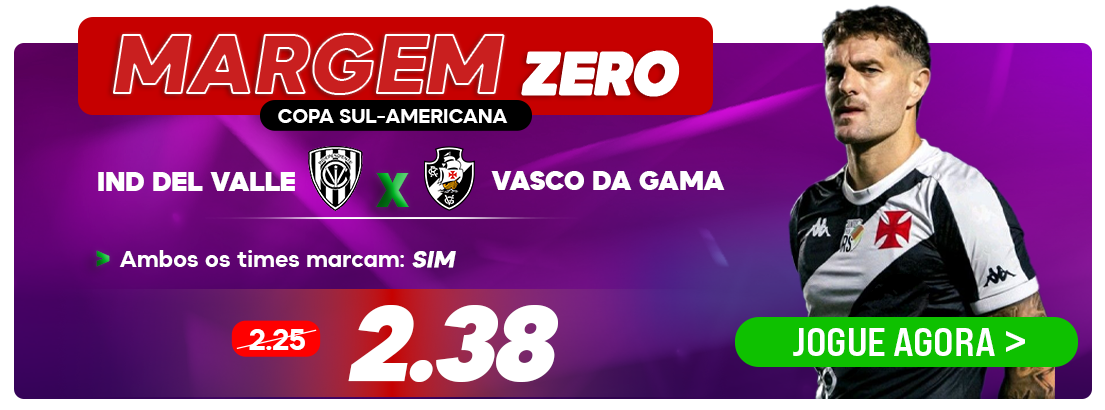 MARGEM ZERO
COPA SUL-AMERICANA
IND DEL VALLE X VASCO DA GAMA
> Ambos os times marcam: SIM
2.25 2.38
JOGUE AGORA >